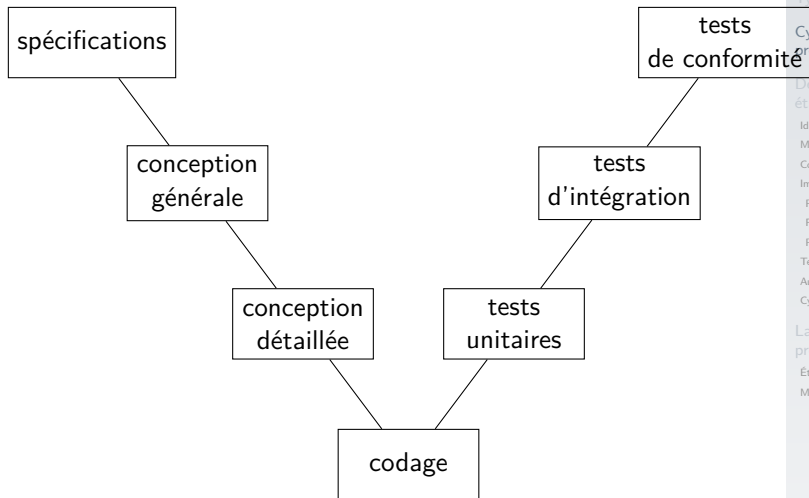 spécifications
tests
de conformité
conception
générale
tests
d'intégration
conception
détaillée
tests
unitaires
codage